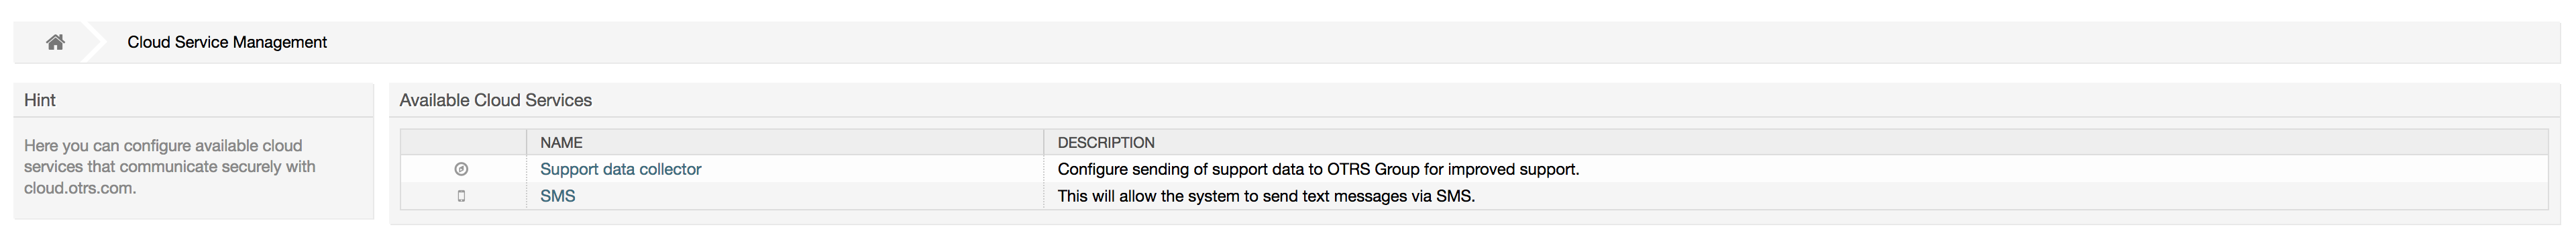 Cloud Service Management
Hint
Here you can configure available cloud
services that communicate securely with
cloud.otrs.com.
Available Cloud Services
NAME DESCRIPTION
Support data collector Configure sending of support data to OTRS Group for improved support.
SMS This will allow the system to send text messages via SMS.